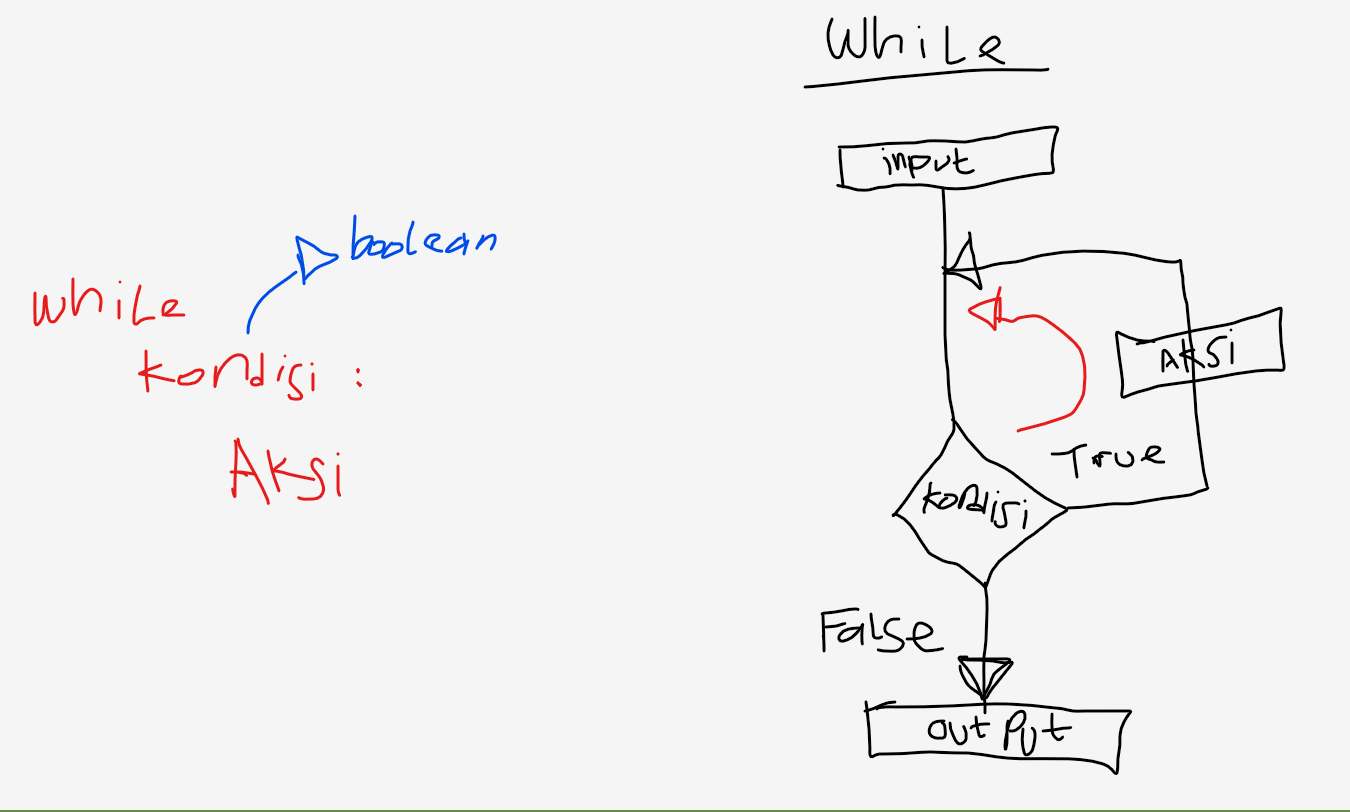 While
input
boolean
while
kondisi :
Aksi
AKSi
True
kondisi
False
output